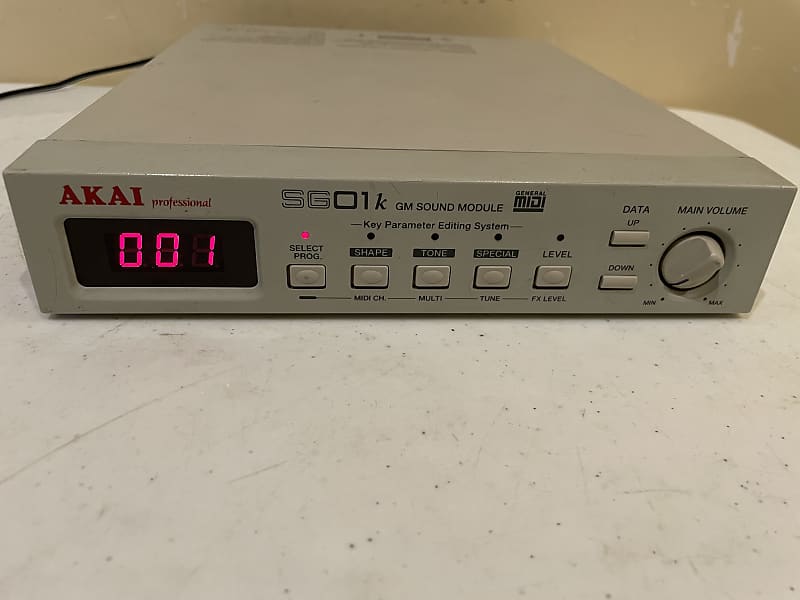 AKAI professional
SG01k GM SOUND MODULE GENERAL MIDI
Key Parameter Editing System
001
SELECT PROG.
SHAPE
TONE
SPECIAL
LEVEL
MIDI CH.
MULTI
TUNE
FX LEVEL
DATA
UP
DOWN
MAIN VOLUME
MIN
MAX